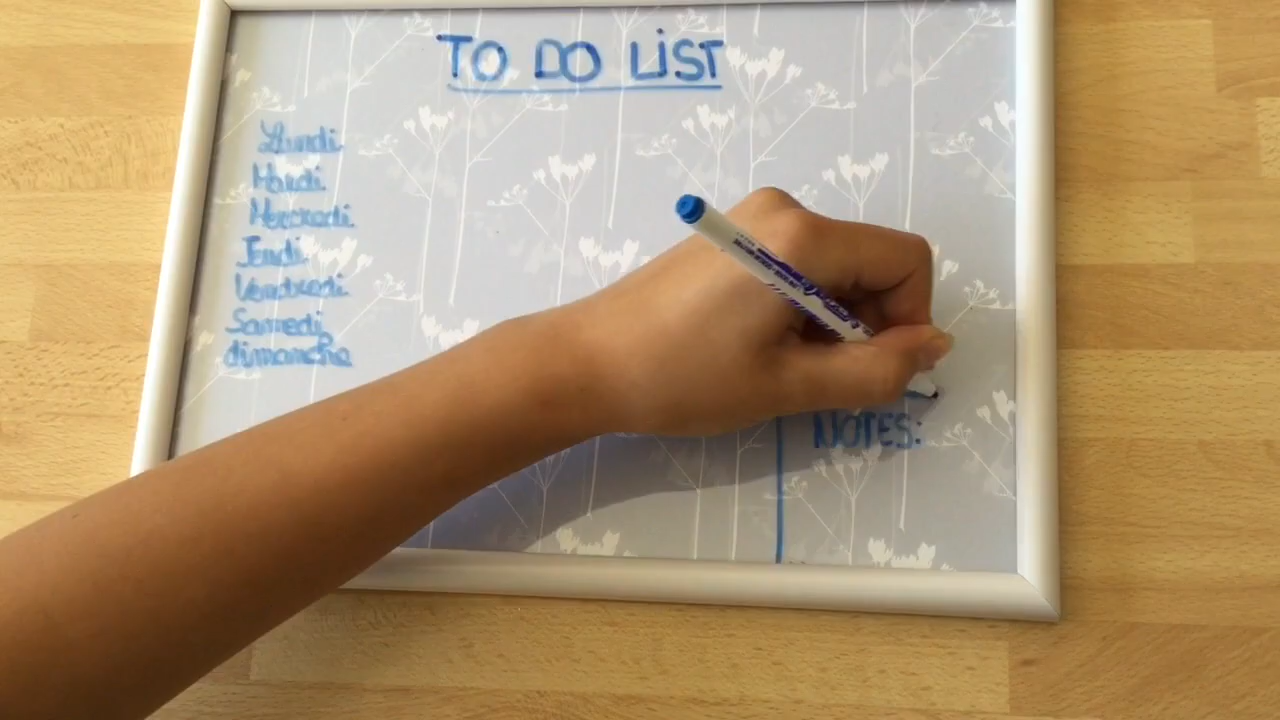 TO DO LIST
Lundi
Mardi
Mercredi
Jeudi
Vendredi
Samedi
dimanche
NOTES: